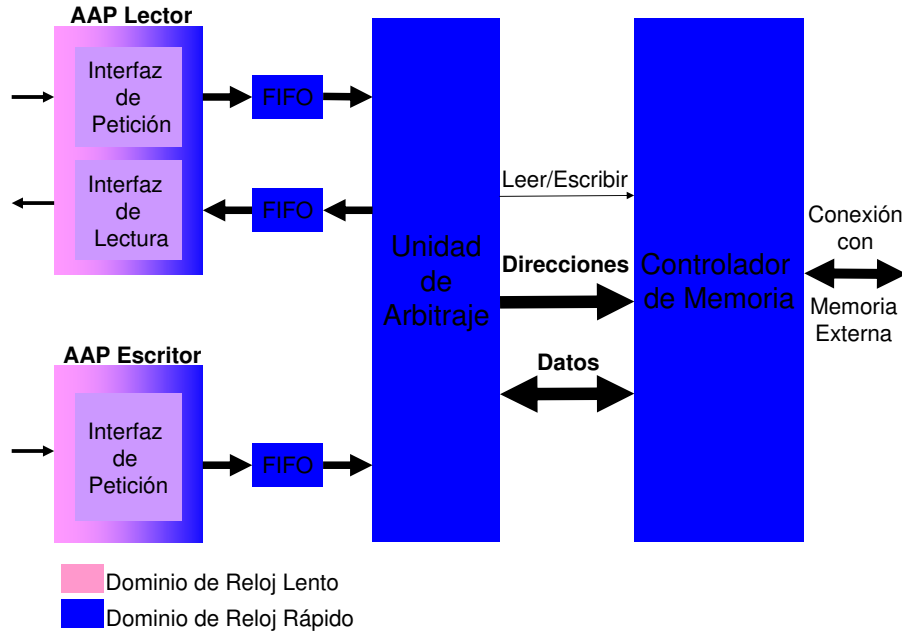 AAP Lector
Interfaz
de
Petición
FIFO
Interfaz
de
Lectura
FIFO
Unidad
de
Arbitraje
Leer/Escribir
Direcciones
Datos
Controlador
de Memoria
Conexión
con
Memoria
Externa
AAP Escritor
Interfaz
de
Petición
FIFO
Dominio de Reloj Lento
Dominio de Reloj Rápido